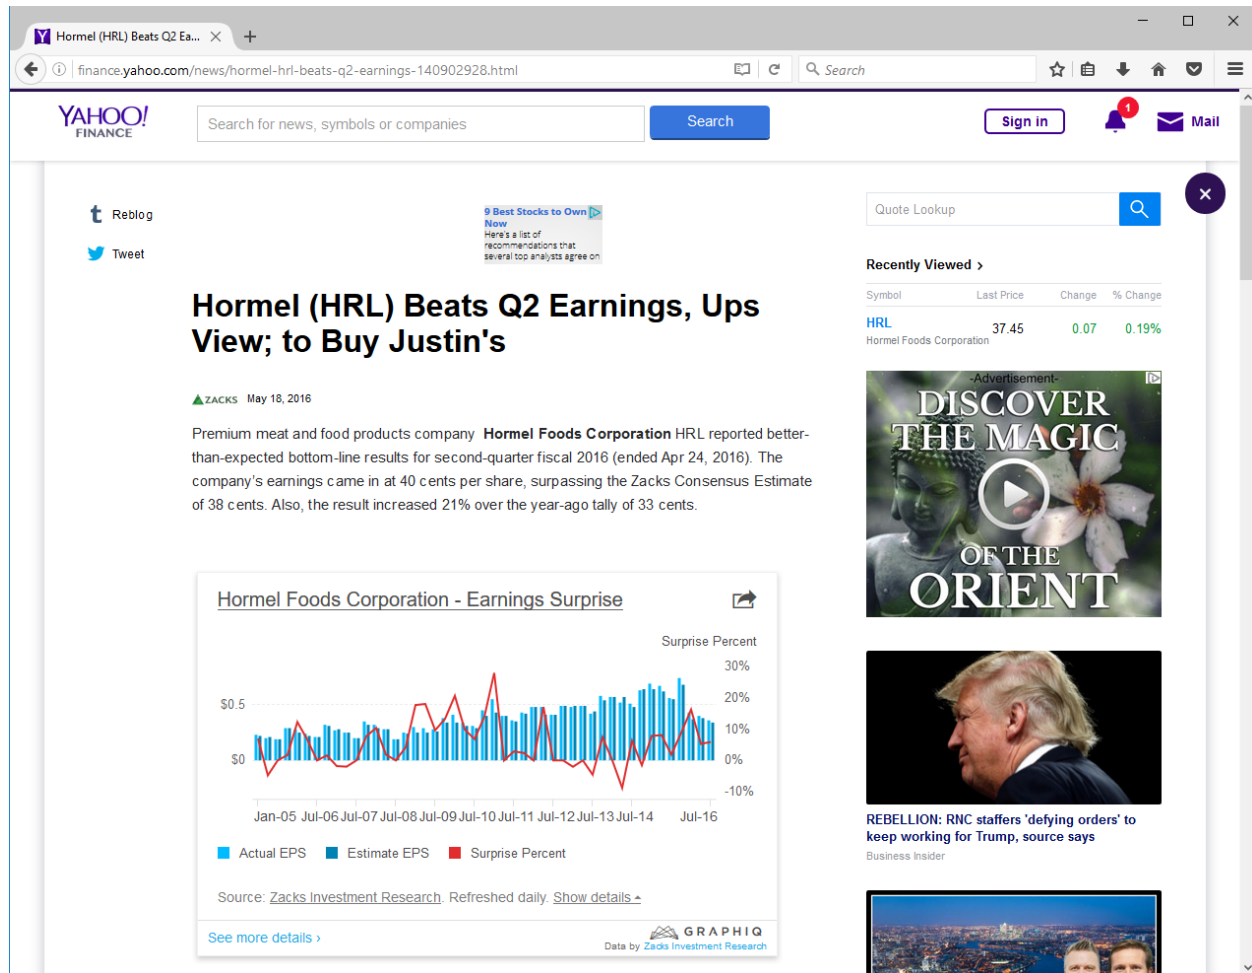 Hormel (HRL) Beats Q2 Ea...
finance.yahoo.com/news/hormel-hrl-beats-q2-earnings-140902928.html
Search
YAHOO!
FINANCE
Search for news, symbols or companies
Search
Sign in
1
Mail
Reblog
Tweet
9 Best Stocks to Own
Now
Here's a list of
recommendations that
several top analysts agree on
Hormel (HRL) Beats Q2 Earnings, Ups
View; to Buy Justin's
ZACKS May 18, 2016
Premium meat and food products company Hormel Foods Corporation HRL reported better-
than-expected bottom-line results for second-quarter fiscal 2016 (ended Apr 24, 2016). The
company's earnings came in at 40 cents per share, surpassing the Zacks Consensus Estimate
of 38 cents. Also, the result increased 21% over the year-ago tally of 33 cents.
Hormel Foods Corporation - Earnings Surprise
Surprise Percent
30%
20%
$0.5
10%
$0
0%
-10%
Jan-05 Jul-06 Jul-07 Jul-08 Jul-09 Jul-10 Jul-11 Jul-12 Jul-13 Jul-14 Jul-16
Actual EPS Estimate EPS Surprise Percent
Source: Zacks Investment Research. Refreshed daily. Show details
See more details ›
GRAPHIQ
Data by Zacks Investment Research
Quote Lookup
Recently Viewed ›
Symbol Last Price Change % Change
HRL 37.45 0.07 0.19%
Hormel Foods Corporation
-Advertisement-
DISCOVER
THE MAGIC
OF THE
ORIENT
REBELLION: RNC staffers 'defying orders' to
keep working for Trump, source says
Business Insider